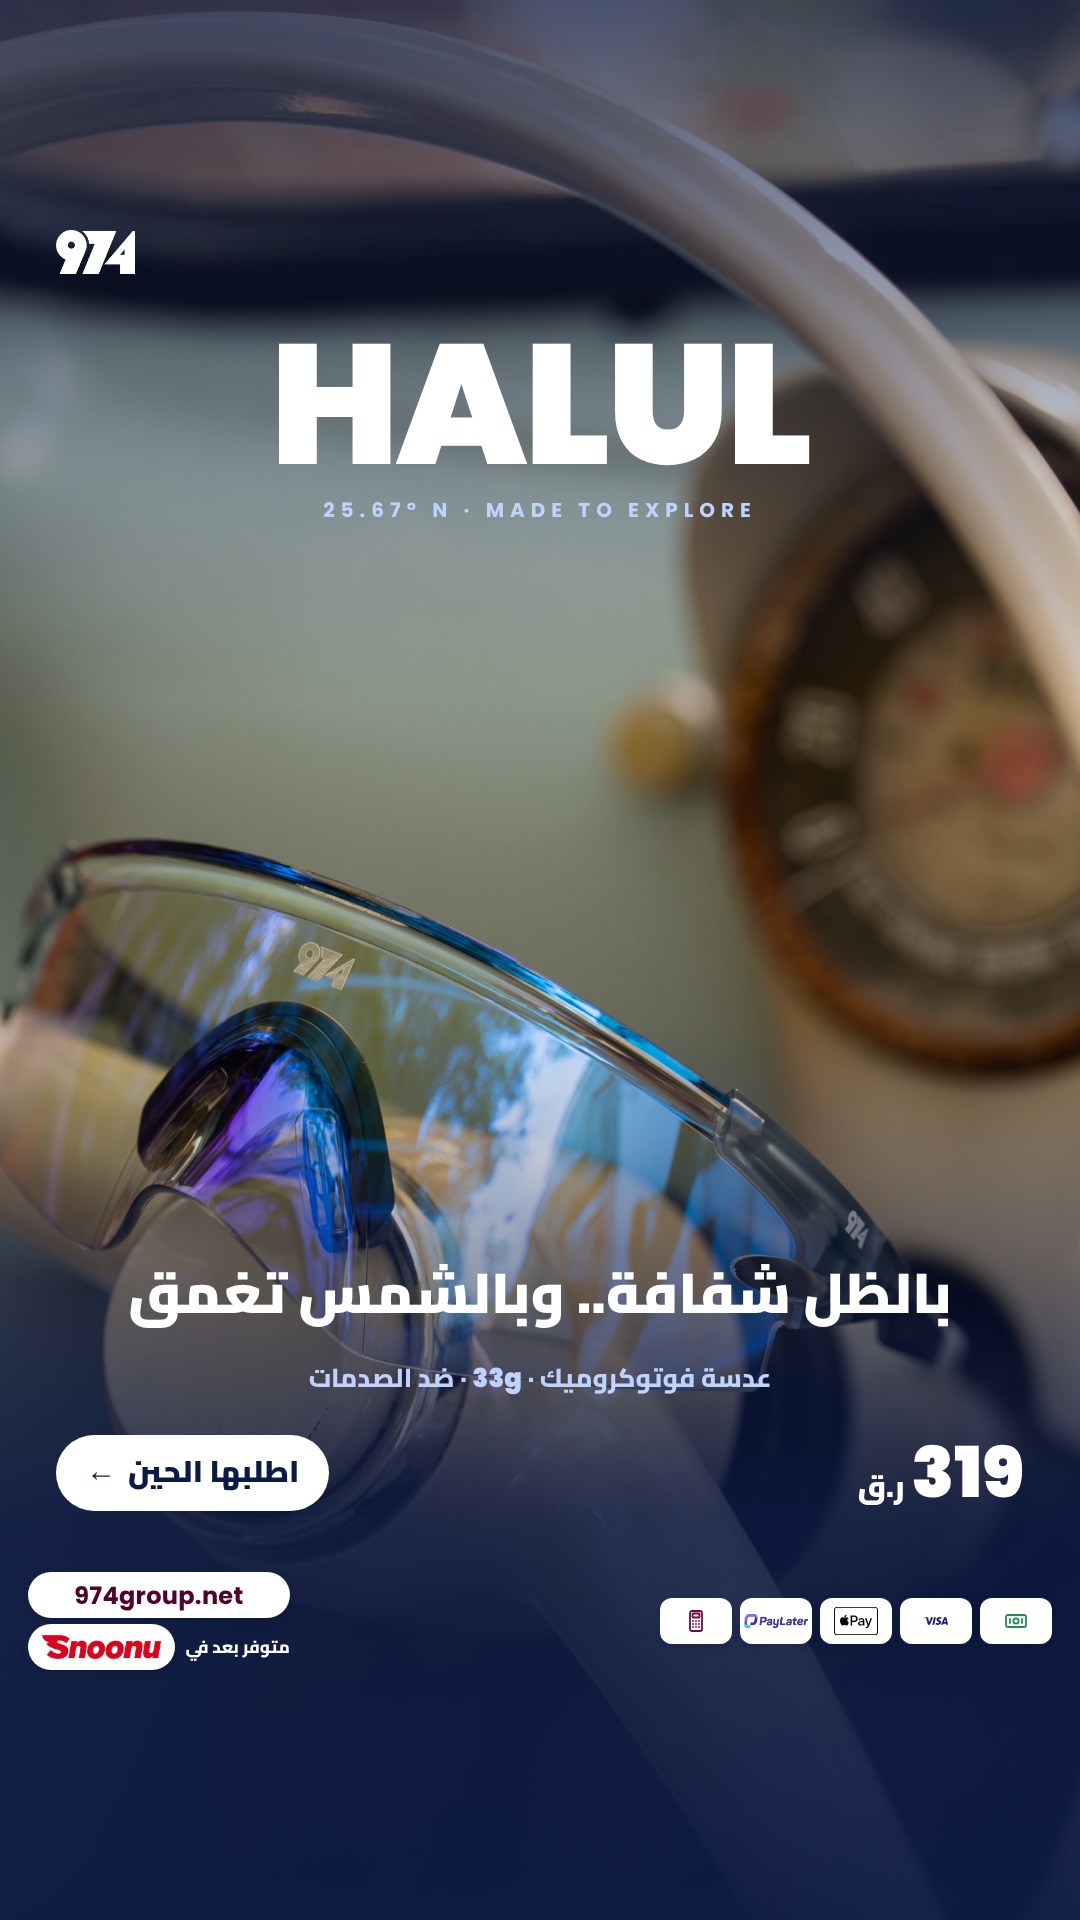 974
HALUL
25.67° N · MADE TO EXPLORE
974
974
بالظل شفافة.. وبالشمس تغمق
عدسة فوتوكروميك · 33g · ضد الصدمات
319 ر.ق
اطلبها الحين ←
974group.net
متوفر بعد في Snoonu
PayLater
Pay
VISA